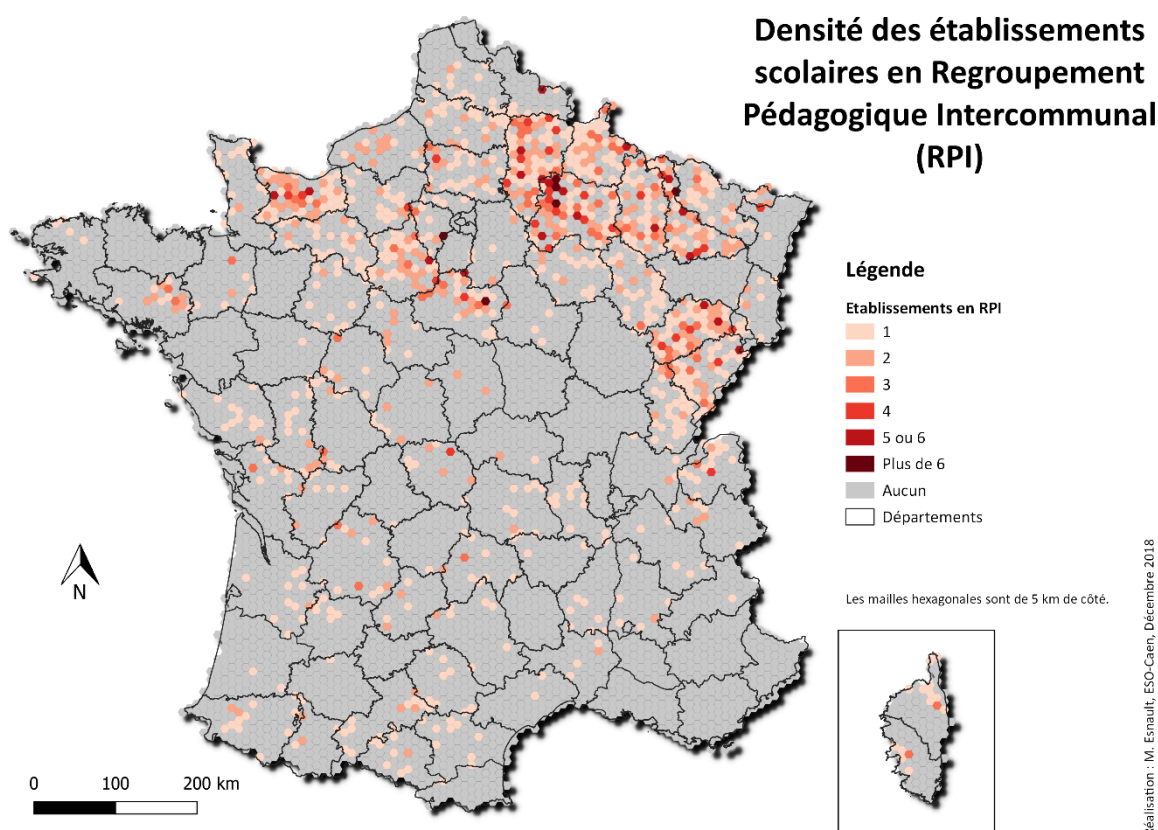 Densité des établissements
scolaires en Regroupement
Pédagogique Intercommunal
(RPI)
Légende
Etablissements en RPI
1
2
3
4
5 ou 6
Plus de 6
Aucun
Départements
N
Les mailles hexagonales sont de 5 km de côté.
0 100 200 km
Réalisation : M. Esnault, ESO-Caen, Décembre 2018